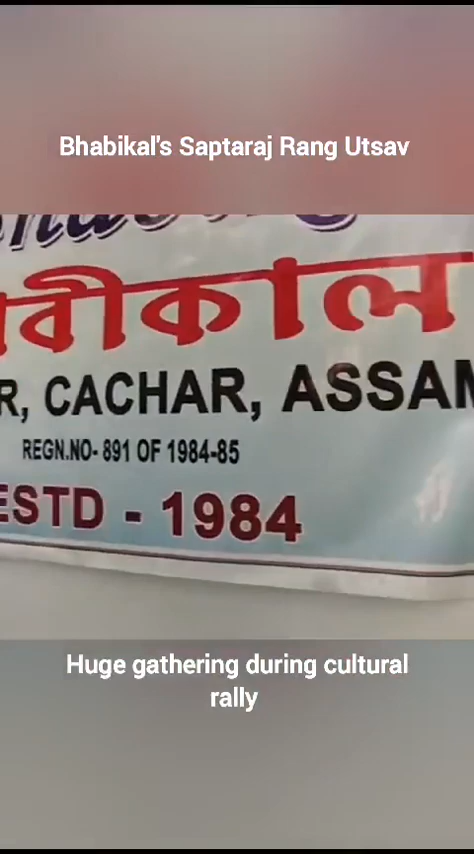 Bhabikal's Saptaraj Rang Utsav
বীকাল
R, CACHAR, ASSAM
REGN.NO- 891 OF 1984-85
ESTD - 1984
Huge gathering during cultural
rally